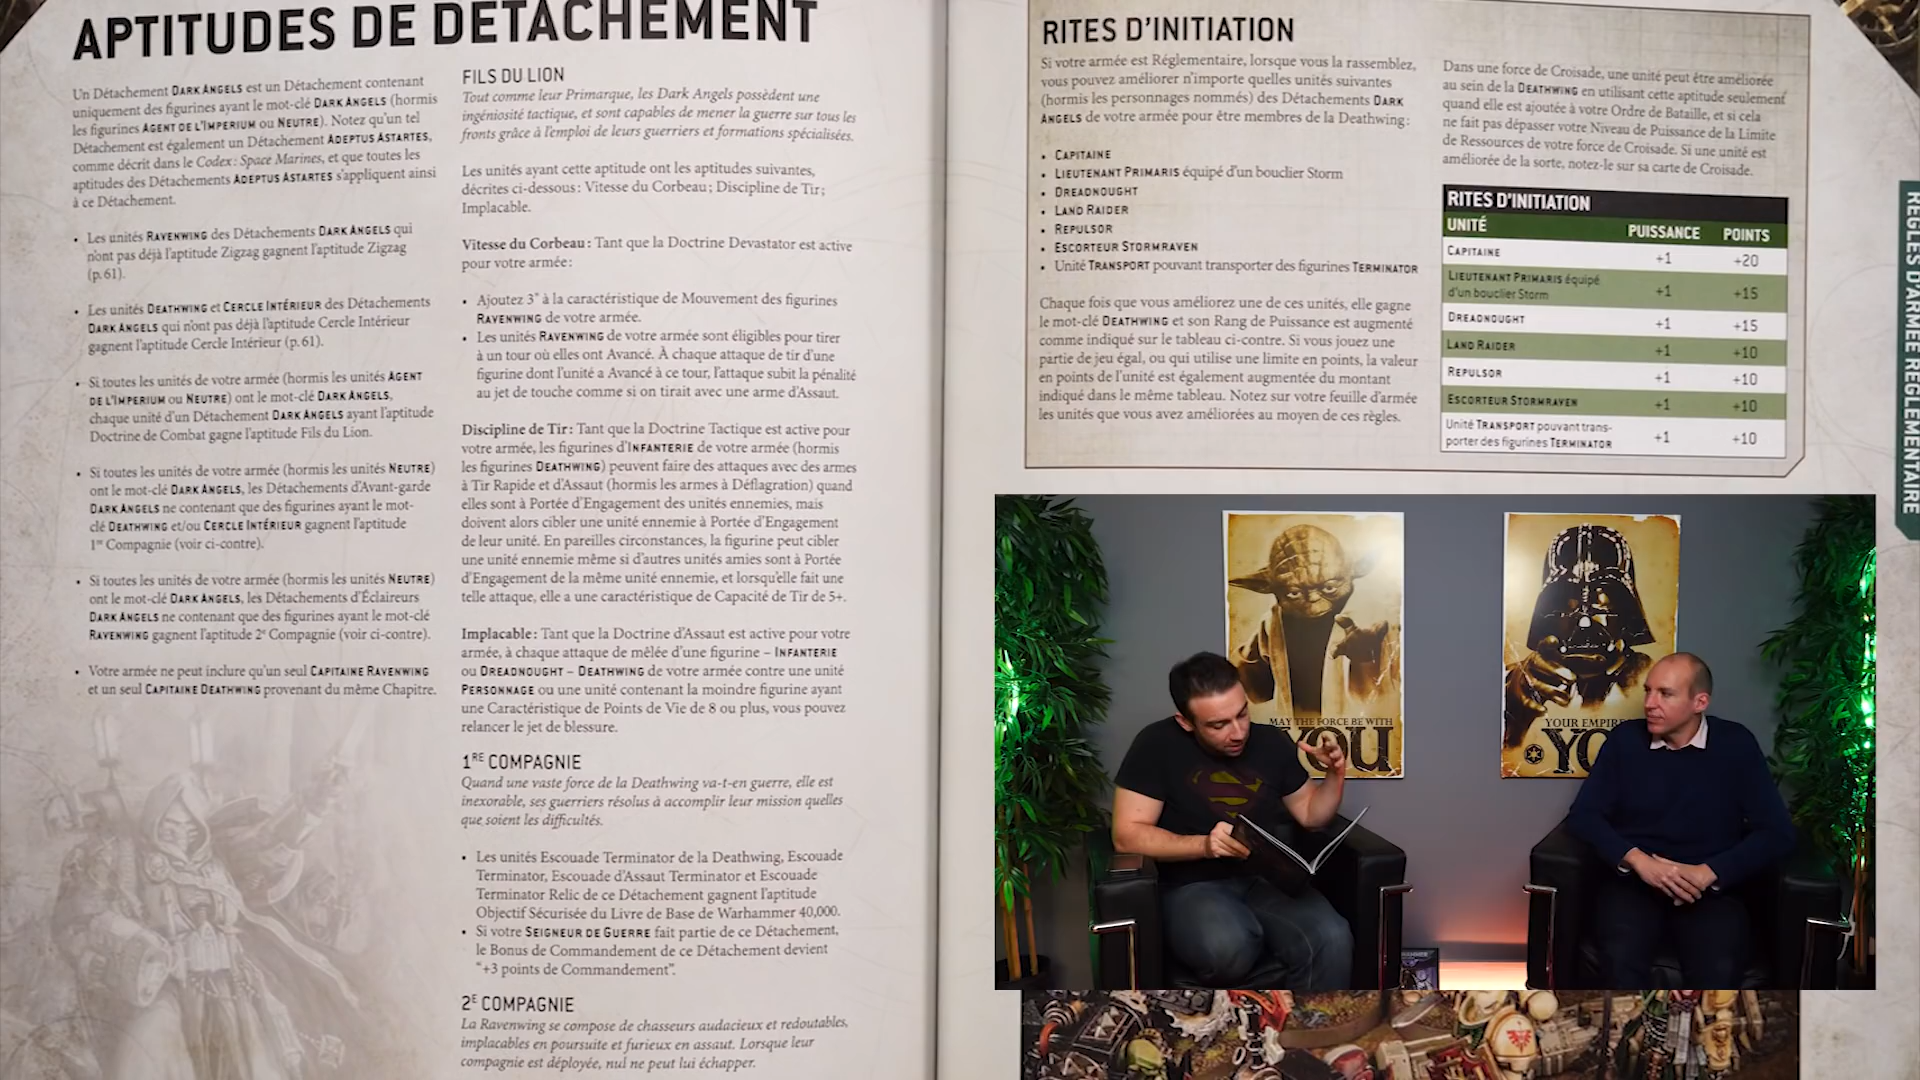 APTITUDES DE DÉTACHEMENT
Un Détachement DARK ANGELS est un Détachement contenant
uniquement des figurines ayant le mot-clé DARK ANGELS (hormis
les figurines AGENT DE L'IMPERIUM ou NEUTRE). Notez qu'un tel
Détachement est également un Détachement ADEPTUS ASTARTES,
comme décrit dans le Codex : Space Marines, et que toutes les
aptitudes des Détachements ADEPTUS ASTARTES s'appliquent ainsi
à ce Détachement.
• Les unités RAVENWING des Détachements DARK ANGELS qui
n'ont pas déjà l'aptitude Zigzag gagnent l'aptitude Zigzag
(p.61).
• Les unités DEATHWING et CERCLE INTÉRIEUR des Détachements
DARK ANGELS qui n'ont pas déjà l'aptitude Cercle Intérieur
gagnent l'aptitude Cercle Intérieur (p.61).
• Si toutes les unités de votre armée (hormis les unités AGENT
DE L'IMPERIUM ou NEUTRE) ont le mot-clé DARK ANGELS,
chaque unité d'un Détachement DARK ANGELS ayant l'aptitude
Doctrine de Combat gagne l'aptitude Fils du Lion.
• Si toutes les unités de votre armée (hormis les unités NEUTRE)
ont le mot-clé DARK ANGELS, les Détachements d'Avant-garde
DARK ANGELS ne contenant que des figurines ayant le mot-
clé DEATHWING et/ou CERCLE INTÉRIEUR gagnent l'aptitude
1re Compagnie (voir ci-contre).
• Si toutes les unités de votre armée (hormis les unités NEUTRE)
ont le mot-clé DARK ANGELS, les Détachements d'Éclaireurs
DARK ANGELS ne contenant que des figurines ayant le mot-clé
RAVENWING gagnent l'aptitude 2e Compagnie (voir ci-contre).
• Votre armée ne peut inclure qu'un seul CAPITAINE RAVENWING
et un seul CAPITAINE DEATHWING provenant du même Chapitre.
FILS DU LION
Tout comme leur Primarque, les Dark Angels possèdent une
ingéniosité tactique, et sont capables de mener la guerre sur tous les
fronts grâce à l'emploi de leurs guerriers et formations spécialisées.
Les unités ayant cette aptitude ont les aptitudes suivantes,
décrites ci-dessous : Vitesse du Corbeau ; Discipline de Tir ;
Implacable.
Vitesse du Corbeau : Tant que la Doctrine Devastator est active
pour votre armée :
• Ajoutez 3" à la caractéristique de Mouvement des figurines
RAVENWING de votre armée.
• Les unités RAVENWING de votre armée sont éligibles pour tirer
à un tour où elles ont Avancé. À chaque attaque de tir d'une
figurine dont l'unité a Avancé à ce tour, l'attaque subit la pénalité
au jet de touche comme si on tirait avec une arme d'Assaut.
Discipline de Tir : Tant que la Doctrine Tactique est active pour
votre armée, les figurines d'INFANTERIE de votre armée (hormis
les figurines DEATHWING) peuvent faire des attaques avec des armes
à Tir Rapide et d'Assaut (hormis les armes à Déflagration) quand
elles sont à Portée d'Engagement des unités ennemies, mais
doivent alors cibler une unité ennemie à Portée d'Engagement
de leur unité. En pareilles circonstances, la figurine peut cibler
une unité ennemie même si d'autres unités amies sont à Portée
d'Engagement de la même unité ennemie, et lorsqu'elle fait une
telle attaque, elle a une caractéristique de Capacité de Tir de 5+.
Implacable : Tant que la Doctrine d'Assaut est active pour votre
armée, à chaque attaque de mêlée d'une figurine – INFANTERIE
ou DREADNOUGHT – DEATHWING de votre armée contre une unité
PERSONNAGE ou une unité contenant la moindre figurine ayant
une Caractéristique de Points de Vie de 8 ou plus, vous pouvez
relancer le jet de blessure.
1RE COMPAGNIE
Quand une vaste force de la Deathwing va-t-en guerre, elle est
inexorable, ses guerriers résolus à accomplir leur mission quelles
que soient les difficultés.
• Les unités Escouade Terminator de la Deathwing, Escouade
Terminator, Escouade d'Assaut Terminator et Escouade
Terminator Relic de ce Détachement gagnent l'aptitude
Objectif Sécurisée du Livre de Base de Warhammer 40,000.
• Si votre SEIGNEUR DE GUERRE fait partie de ce Détachement,
le Bonus de Commandement de ce Détachement devient
"+3 points de Commandement".
2E COMPAGNIE
La Ravenwing se compose de chasseurs audacieux et redoutables,
implacables en poursuite et furieux en assaut. Lorsque leur
compagnie est déployée, nul ne peut lui échapper.
RITES D'INITIATION
Si votre armée est Réglementaire, lorsque vous la rassemblez,
vous pouvez améliorer n'importe quelles unités suivantes
(hormis les personnages nommés) des Détachements DARK
ANGELS de votre armée pour être membres de la Deathwing :
• CAPITAINE
• LIEUTENANT PRIMARIS équipé d'un bouclier Storm
• DREADNOUGHT
• LAND RAIDER
• REPULSOR
• ESCORTEUR STORMRAVEN
• Unité TRANSPORT pouvant transporter des figurines TERMINATOR
Chaque fois que vous améliorez une de ces unités, elle gagne
le mot-clé DEATHWING et son Rang de Puissance est augmenté
comme indiqué sur le tableau ci-contre. Si vous jouez une
partie de jeu égal, ou qui utilise une limite en points, la valeur
en points de l'unité est également augmentée du montant
indiqué dans le même tableau. Notez sur votre feuille d'armée
les unités que vous avez améliorées au moyen de ces règles.
Dans une force de Croisade, une unité peut être améliorée
au sein de la DEATHWING en utilisant cette aptitude seulement
quand elle est ajoutée à votre Ordre de Bataille, et si cela
ne fait pas dépasser votre Niveau de Puissance de la Limite
de Ressources de votre force de Croisade. Si une unité est
améliorée de la sorte, notez-le sur sa carte de Croisade.
RITES D'INITIATION
UNITÉ PUISSANCE POINTS
CAPITAINE +1 +20
LIEUTENANT PRIMARIS équipé
d'un bouclier Storm +1 +15
DREADNOUGHT +1 +15
LAND RAIDER +1 +10
REPULSOR +1 +10
ESCORTEUR STORMRAVEN +1 +10
Unité TRANSPORT pouvant trans-
porter des figurines TERMINATOR +1 +10
RÈGLES D'ARMÉE RÉGLEMENTAIRE
MAY THE FORCE BE WITH
YOU
YOUR EMPIRE
YO